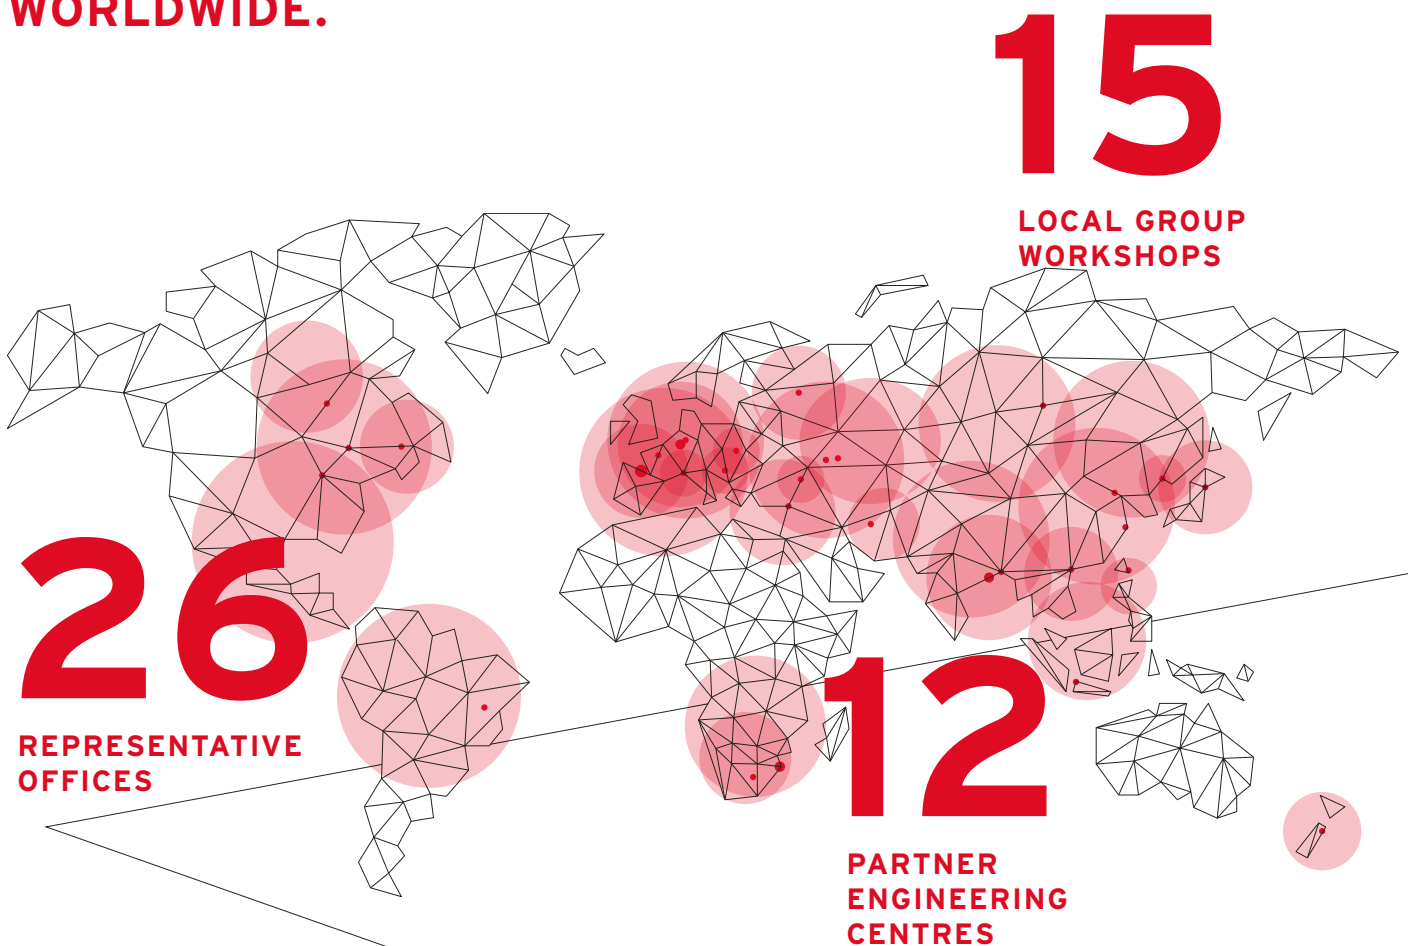 WORLDWIDE.
15
LOCAL GROUP
WORKSHOPS
26
REPRESENTATIVE
OFFICES
12
PARTNER
ENGINEERING
CENTRES